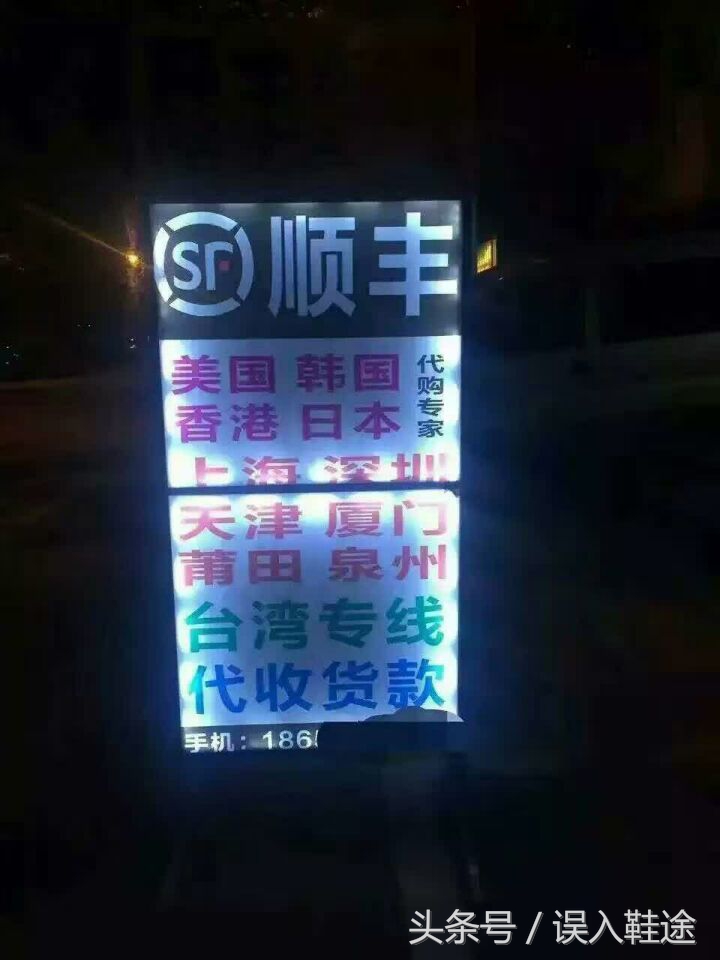 SF 顺丰
美国 韩国
香港 日本
代购专家
上海 深圳
天津 厦门
莆田 泉州
台湾专线
代收货款
手机：186
头条号 / 误入鞋途